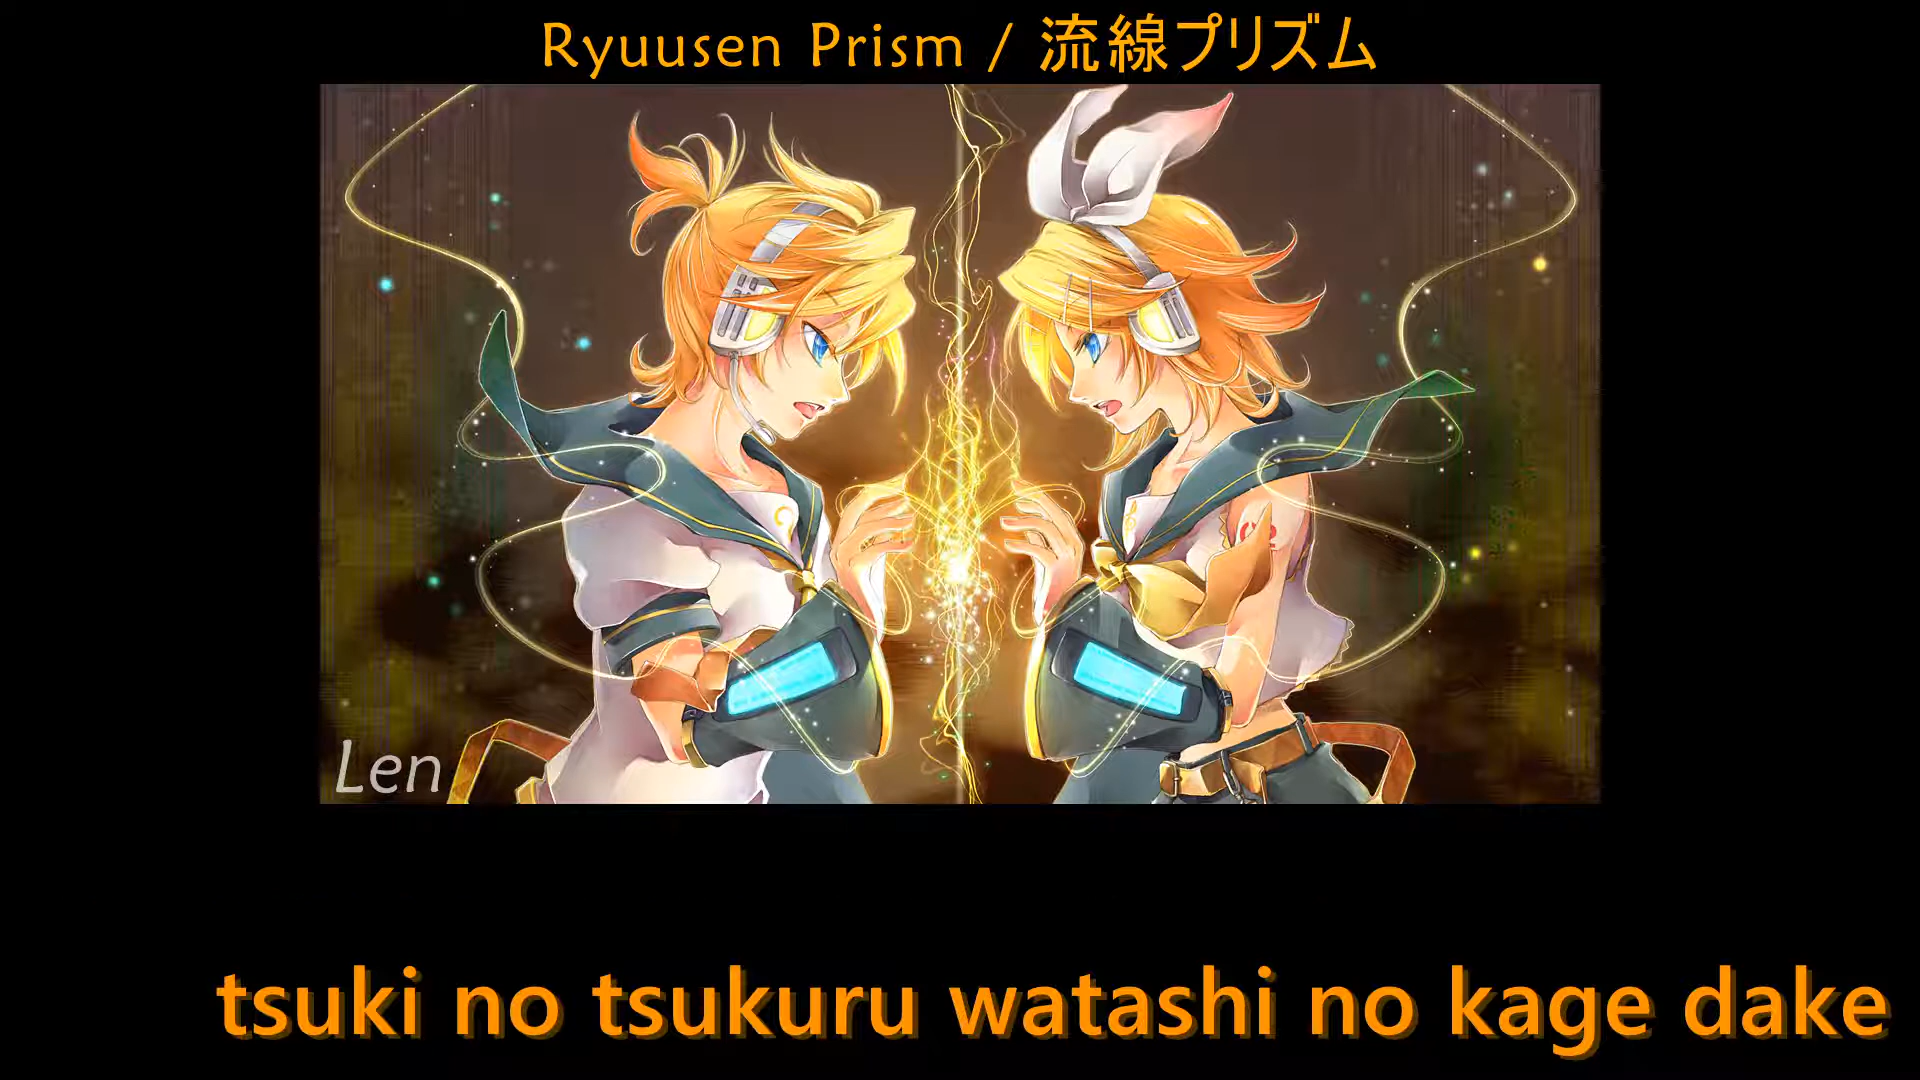 Ryuusen Prism / 流線プリズム
Len
tsuki no tsukuru watashi no kage dake